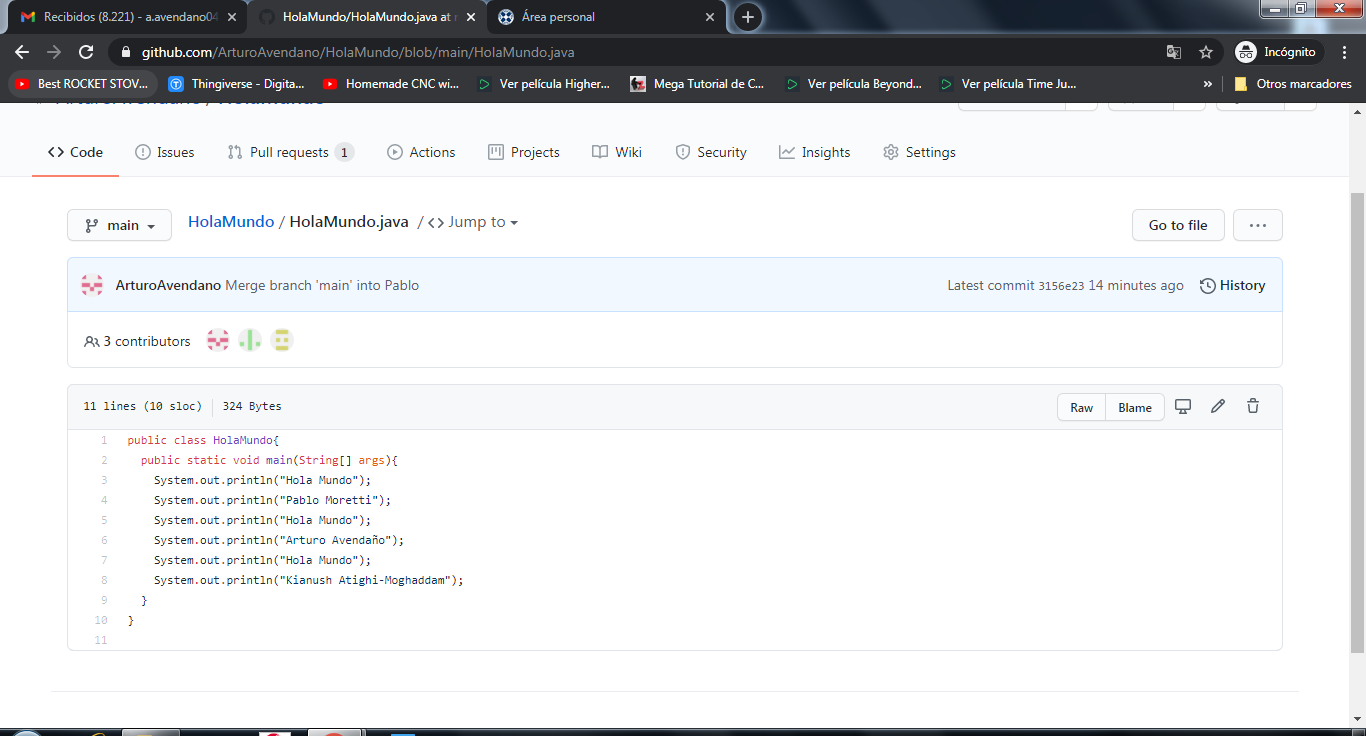 Recibidos (8.221) - a.avendano04
HolaMundo/HolaMundo.java at
Área personal
github.com/ArturoAvendano/HolaMundo/blob/main/HolaMundo.java
Incógnito
Best ROCKET STOV...
Thingiverse - Digita...
Homemade CNC wi...
Ver película Higher...
Mega Tutorial de C...
Ver película Beyond...
Ver película Time Ju...
»
Otros marcadores
Code
Issues
Pull requests 1
Actions
Projects
Wiki
Security
Insights
Settings
main
HolaMundo / HolaMundo.java / <> Jump to
Go to file
...
ArturoAvendano Merge branch 'main' into Pablo
Latest commit 3156e23 14 minutes ago
History
3 contributors
11 lines (10 sloc) 324 Bytes
Raw
Blame
1 public class HolaMundo{
2 public static void main(String[] args){
3 System.out.println("Hola Mundo");
4 System.out.println("Pablo Moretti");
5 System.out.println("Hola Mundo");
6 System.out.println("Arturo Avendaño");
7 System.out.println("Hola Mundo");
8 System.out.println("Kianush Atighi-Moghaddam");
9 }
10 }
11